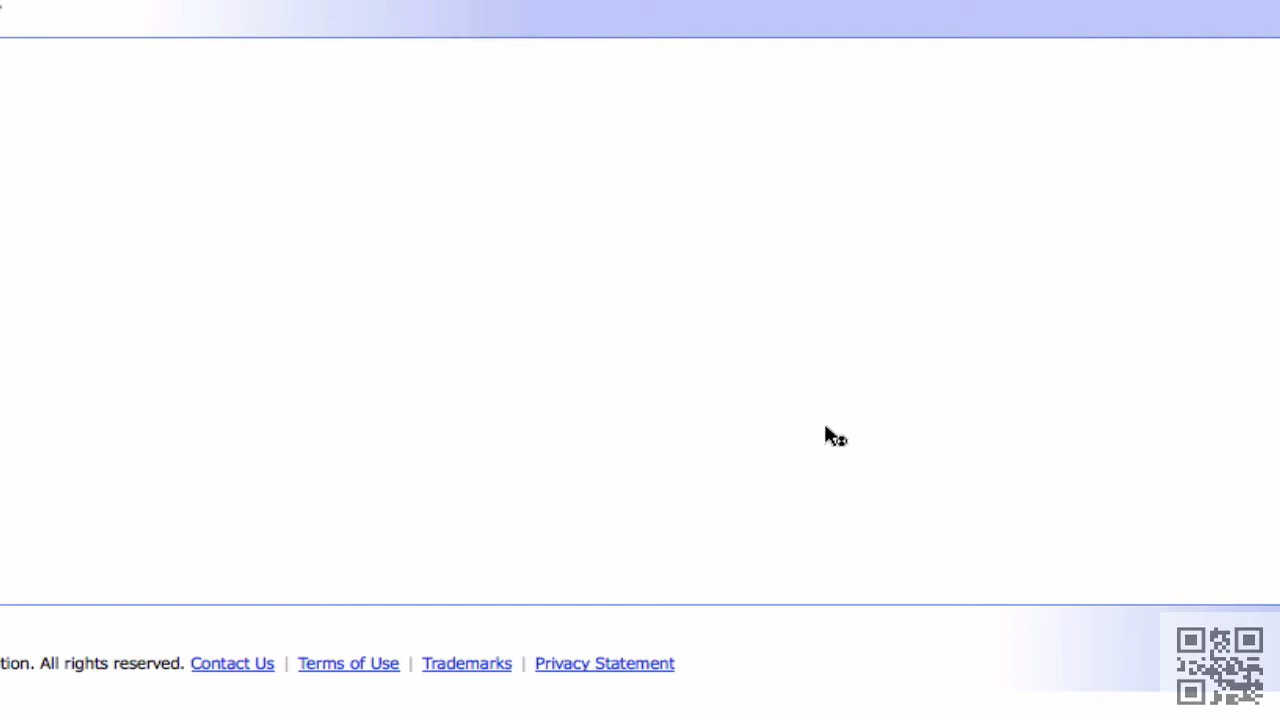 tion. All rights reserved. Contact Us | Terms of Use | Trademarks | Privacy Statement